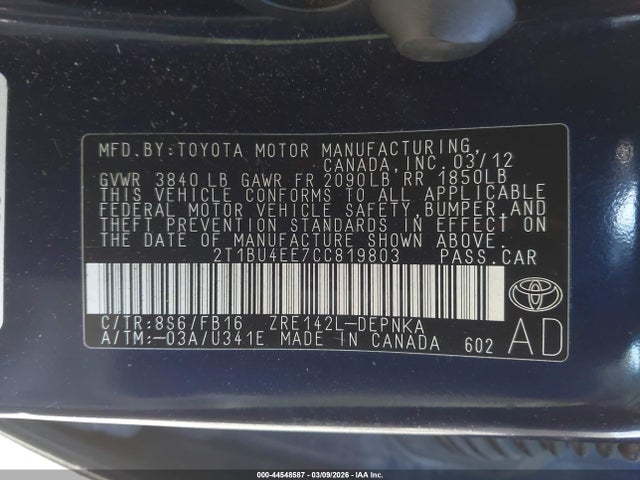 MFD.BY:TOYOTA MOTOR MANUFACTURING,
CANADA,INC.03/12
GVWR 3840LB GAWR FR 2090LB RR 1850LB
THIS VEHICLE CONFORMS TO ALL APPLICABLE
FEDERAL MOTOR VEHICLE SAFETY,BUMPER,AND
THEFT PREVENTION STANDARDS IN EFFECT ON
THE DATE OF MANUFACTURE SHOWN ABOVE.
2T1BU4EE7CC819803 PASS.CAR
C/TR:8S6/FB16 ZRE142L-DEPNKA
A/TM:-03A/U341E MADE IN CANADA 602
AD
000-44548587 | 03/09/2026 - IAA Inc.